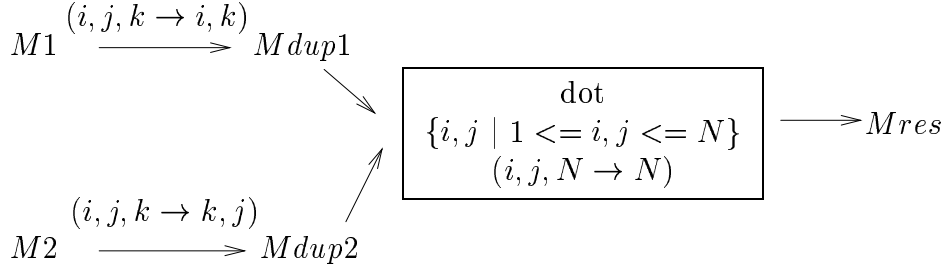 (i, j, k → i, k)
M1
Mdup1
dot
{i, j | 1 <= i, j <= N}
(i, j, N → N)
Mres
(i, j, k → k, j)
M2
Mdup2